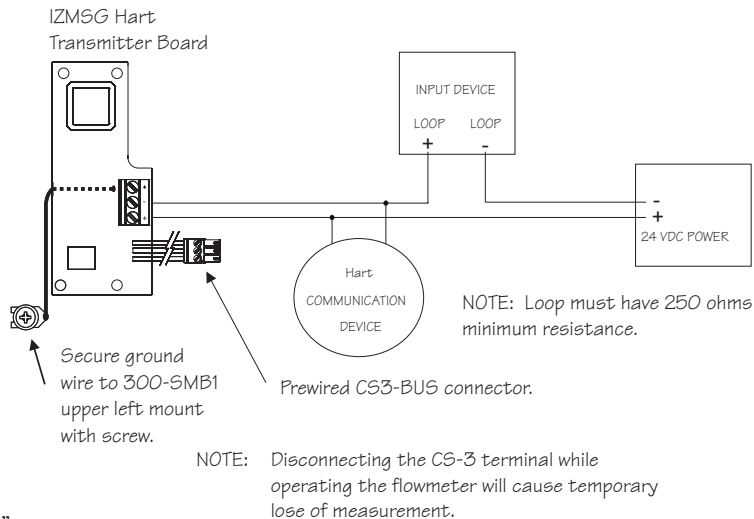 IZMSG Hart
Transmitter Board
INPUT DEVICE
LOOP LOOP
+ -
-
+
24 VDC POWER
Hart
COMMUNICATION
DEVICE
NOTE: Loop must have 250 ohms
minimum resistance.
Secure ground
wire to 300-SMB1
upper left mount
with screw.
Prewired CS3-BUS connector.
NOTE: Disconnecting the CS-3 terminal while
operating the flowmeter will cause temporary
lose of measurement.
”